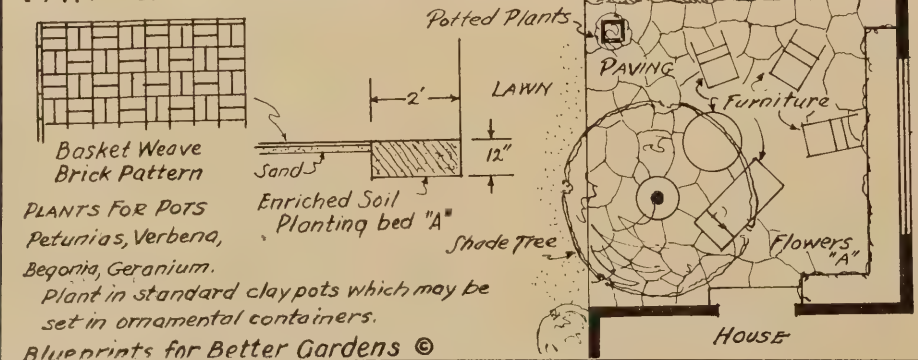 Basket Weave
Brick Pattern
PLANTS FOR POTS
Petunias, Verbena,
Begonia, Geranium.
Plant in standard clay pots which may be
set in ornamental containers.
Blueprints for Better Gardens ©
2'
LAWN
12"
Sand
Enriched Soil
Planting bed "A"
Potted Plants
PAVING
Furniture
Shade Tree
Flowers
"A"
HOUSE